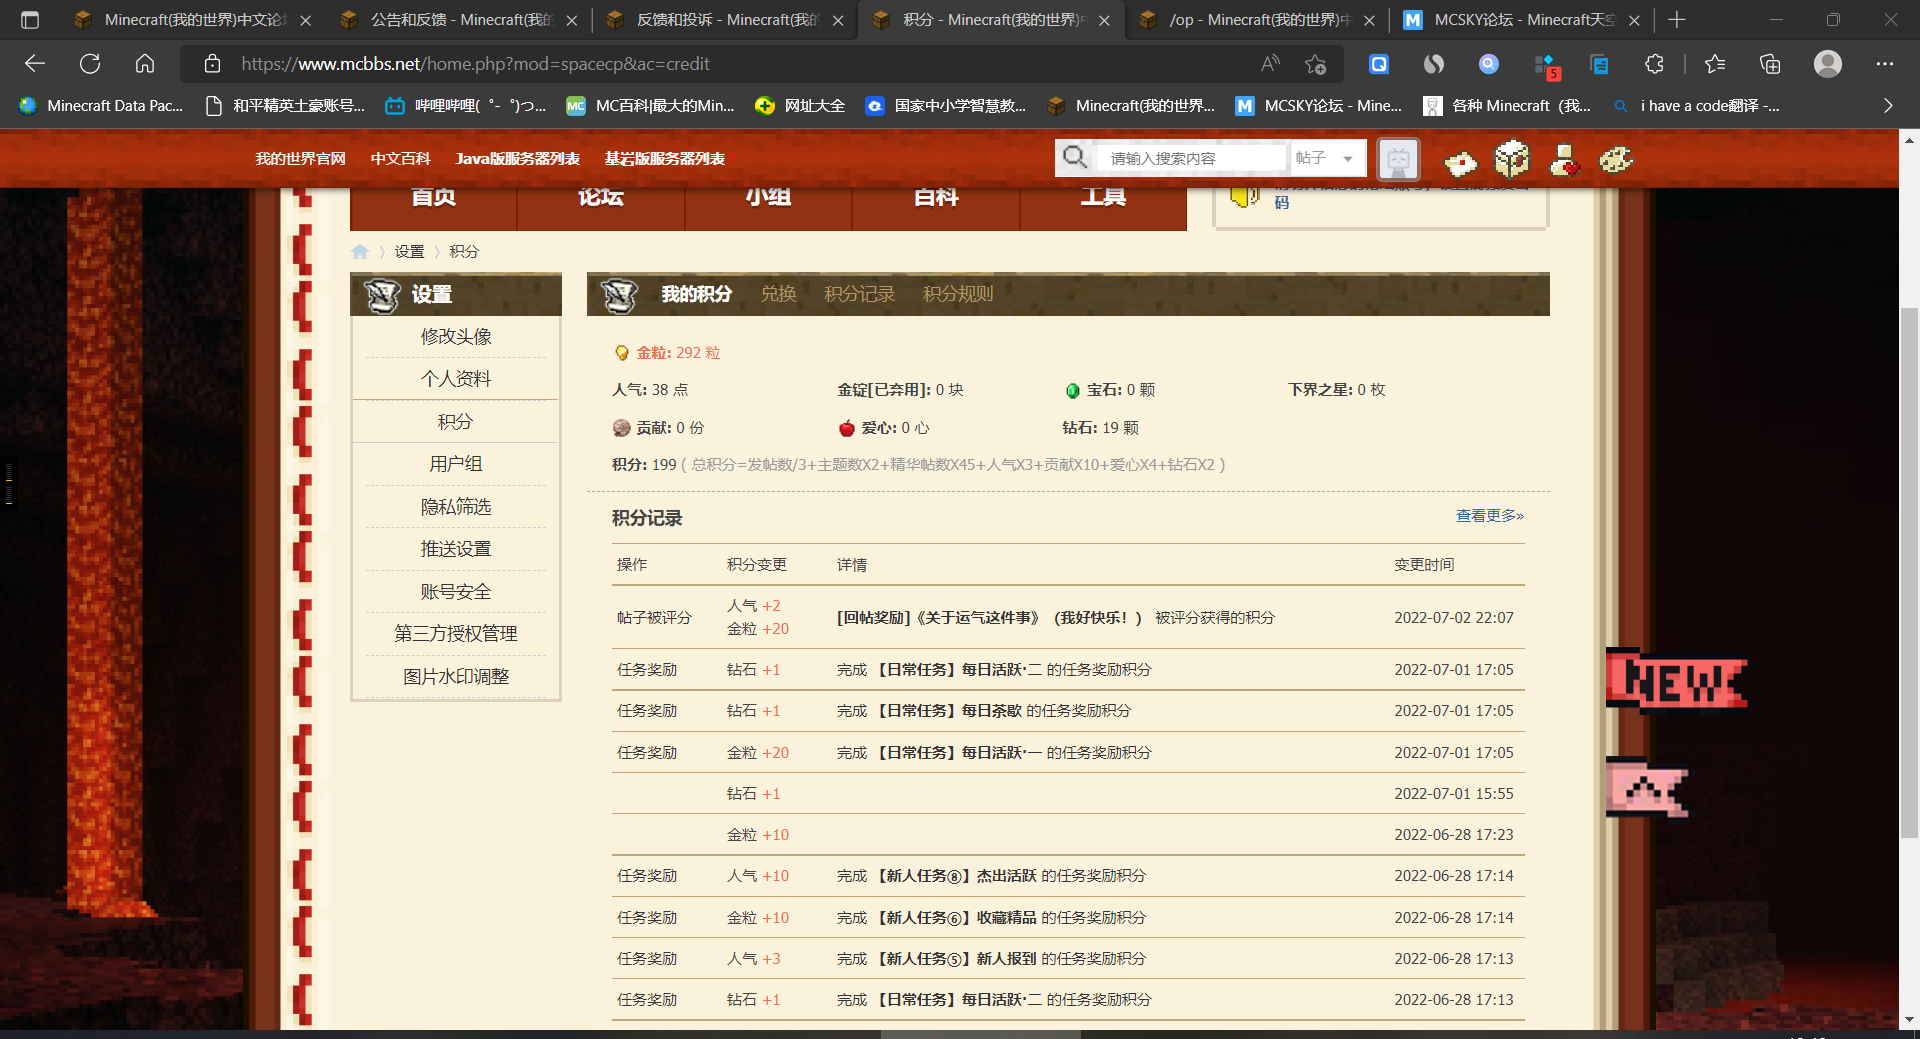 Minecraft(我的世界)中文论坛
公告和反馈 - Minecraft(我的
反馈和投诉 - Minecraft(我的
积分 - Minecraft(我的世界)中
/op - Minecraft(我的世界)中
MCSKY论坛 - Minecraft天空
https://www.mcbbs.net/home.php?mod=spacecp&ac=credit
5
Minecraft Data Pac...
和平精英土豪账号...
哔哩哔哩(゜-゜)つ...
MC百科|最大的Min...
网址大全
国家中小学智慧教...
Minecraft(我的世界...
MCSKY论坛 - Mine...
各种 Minecraft（我...
i have a code翻译 -...
我的世界官网
中文百科
Java版服务器列表
基岩版服务器列表
请输入搜索内容
帖子
首页
论坛
小组
百科
工具
码
设置
积分
设置
修改头像
个人资料
积分
用户组
隐私筛选
推送设置
账号安全
第三方授权管理
图片水印调整
我的积分 兑换 积分记录 积分规则
金粒: 292 粒
人气: 38 点 金锭[已弃用]: 0 块 宝石: 0 颗 下界之星: 0 枚
贡献: 0 份 爱心: 0 心 钻石: 19 颗
积分: 199 ( 总积分=发帖数/3+主题数X2+精华帖数X45+人气X3+贡献X10+爱心X4+钻石X2 )
积分记录 查看更多»
操作 积分变更 详情 变更时间
帖子被评分 人气 +2
金粒 +20 [回帖奖励]《关于运气这件事》（我好快乐！） 被评分获得的积分 2022-07-02 22:07
任务奖励 钻石 +1 完成 【日常任务】每日活跃·二 的任务奖励积分 2022-07-01 17:05
任务奖励 钻石 +1 完成 【日常任务】每日茶歇 的任务奖励积分 2022-07-01 17:05
任务奖励 金粒 +20 完成 【日常任务】每日活跃·一 的任务奖励积分 2022-07-01 17:05
钻石 +1 2022-07-01 15:55
金粒 +10 2022-06-28 17:23
任务奖励 人气 +10 完成 【新人任务⑧】杰出活跃 的任务奖励积分 2022-06-28 17:14
任务奖励 金粒 +10 完成 【新人任务⑥】收藏精品 的任务奖励积分 2022-06-28 17:14
任务奖励 人气 +3 完成 【新人任务⑤】新人报到 的任务奖励积分 2022-06-28 17:13
任务奖励 钻石 +1 完成 【日常任务】每日活跃·二 的任务奖励积分 2022-06-28 17:13
NEW